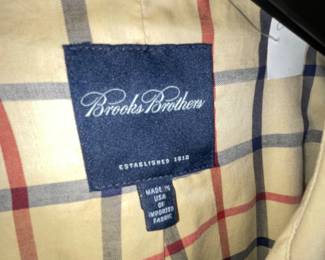 Brooks Brothers
ESTABLISHED 1818
MADE IN
USA
OF
IMPORTED
FABRIC